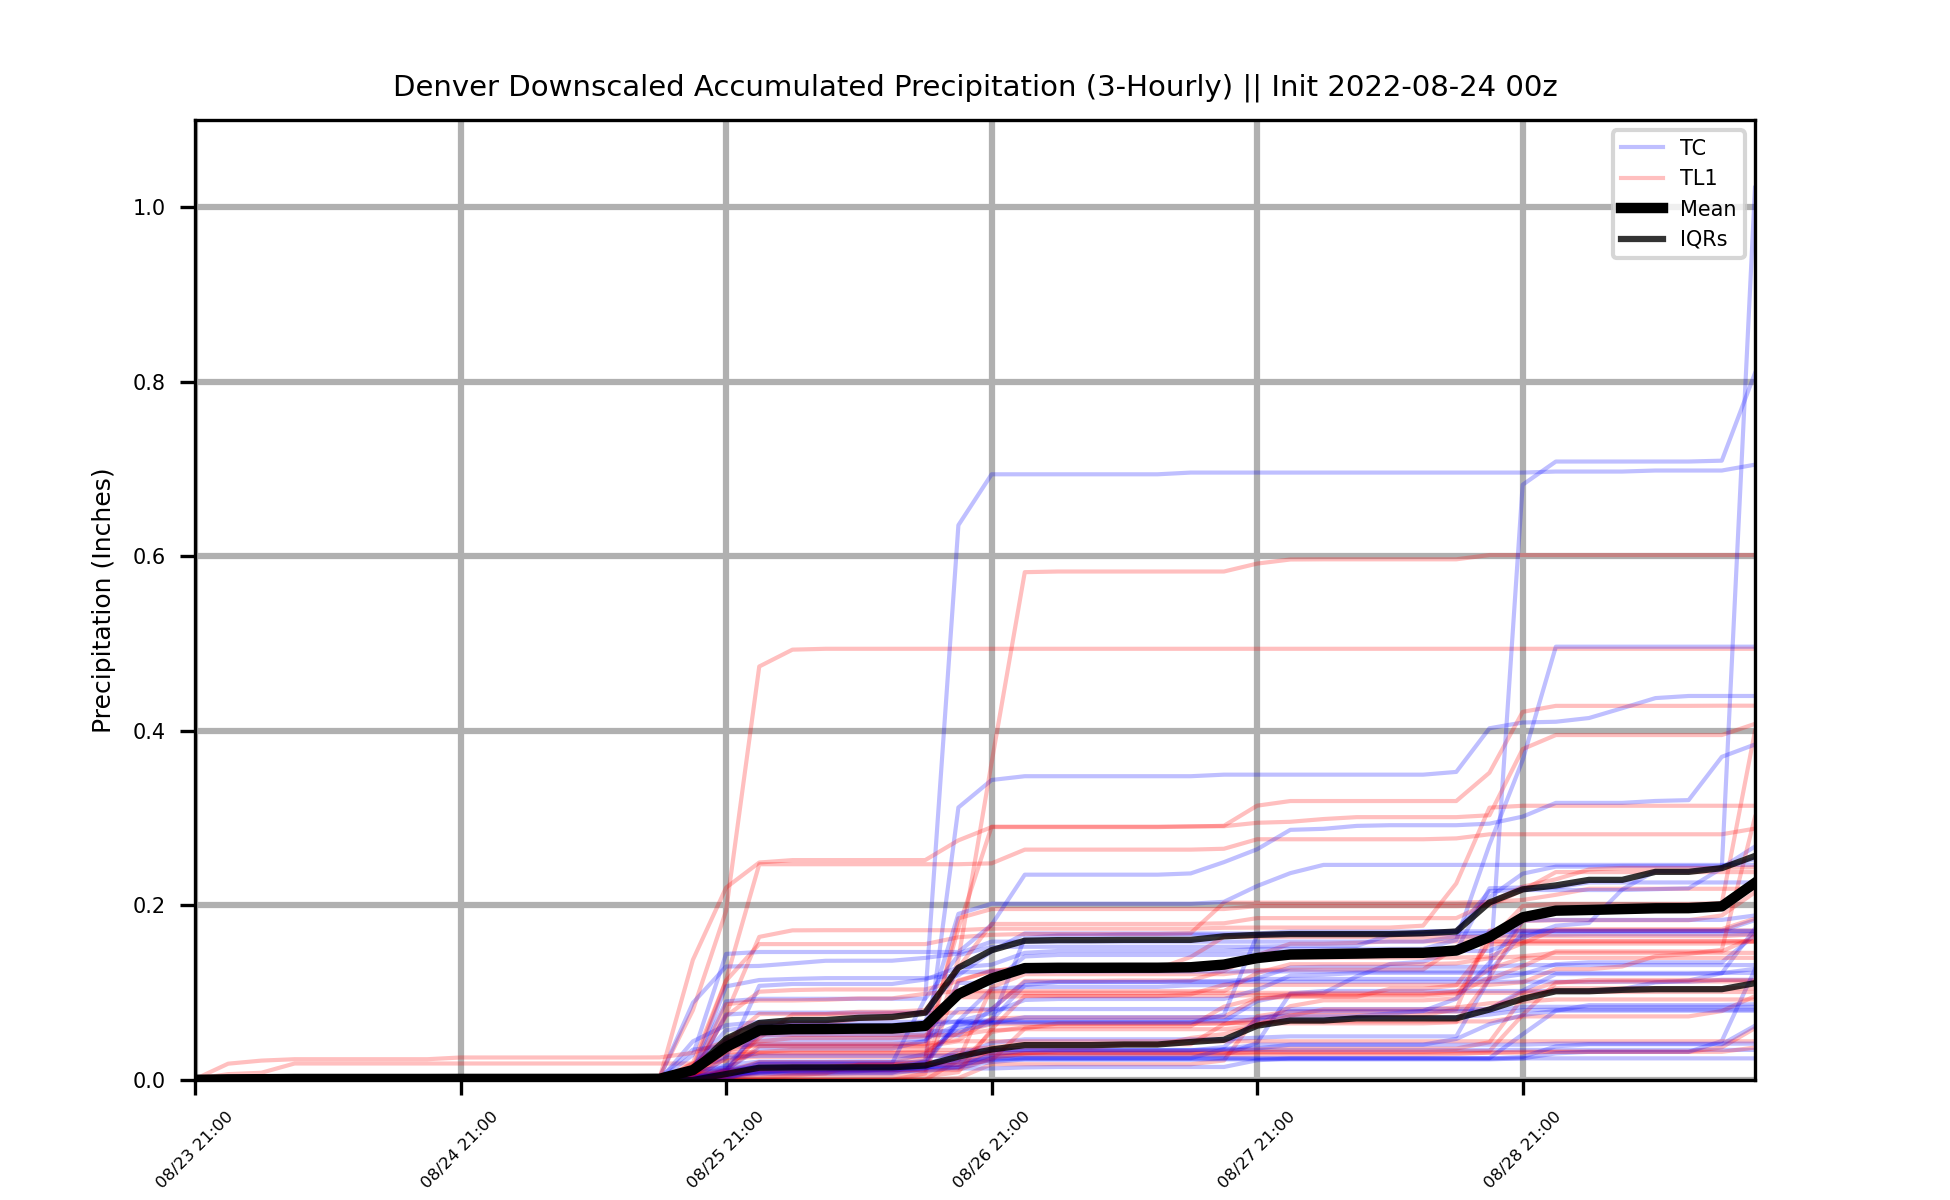 Denver Downscaled Accumulated Precipitation (3-Hourly) || Init 2022-08-24 00z
TC
TL1
Mean
IQRs
Precipitation (Inches)
1.0
0.8
0.6
0.4
0.2
0.0
08/23 21:00
08/24 21:00
08/25 21:00
08/26 21:00
08/27 21:00
08/28 21:00